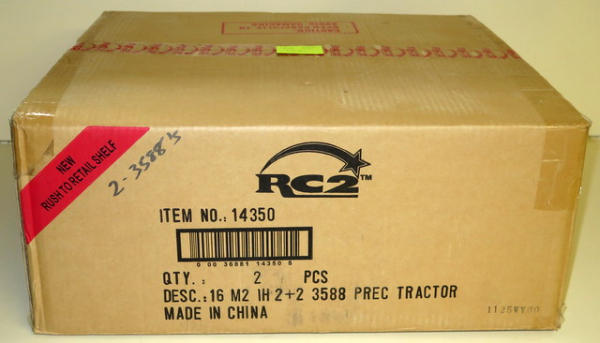 NEW
RUSH TO RETAIL SHELF
2-3588's
RC2™
ITEM NO.: 14350
0 00 36881 14350 5
QTY.: 2 PCS
DESC.: 16 M2 IH 2+2 3588 PREC TRACTOR
MADE IN CHINA